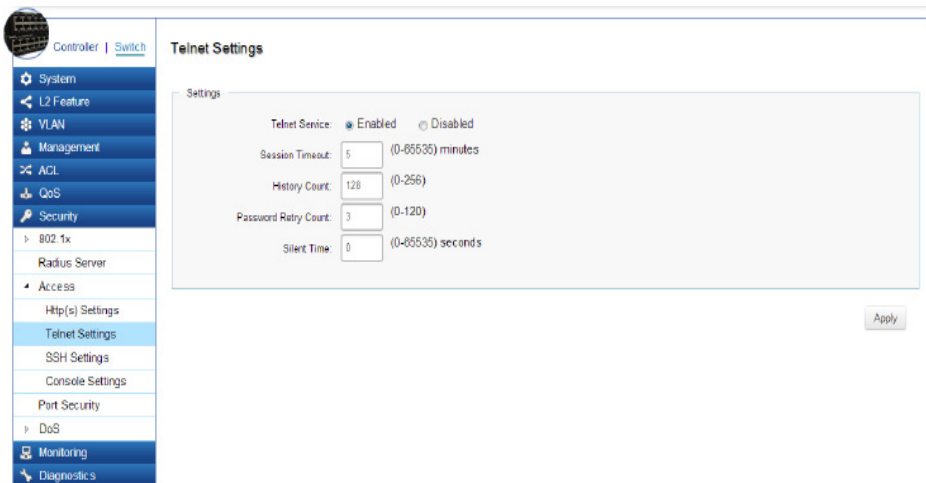 Controller | Switch
System
L2 Feature
VLAN
Management
ACL
QoS
Security
802.1x
Radius Server
Access
Http(s) Settings
Telnet Settings
SSH Settings
Console Settings
Port Security
DoS
Monitoring
Diagnostics
Telnet Settings
Settings
Telnet Service: Enabled Disabled
Session Timeout: 5 (0-65535) minutes
History Count: 128 (0-256)
Password Retry Count: 3 (0-120)
Silent Time: 0 (0-65535) seconds
Apply